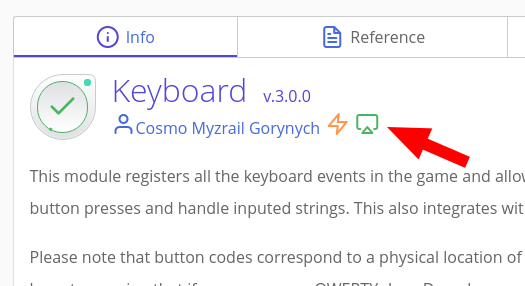 Info
Reference
Keyboard v.3.0.0
Cosmo Myzrail Gorynych
This module registers all the keyboard events in the game and allow
button presses and handle inputed strings. This also integrates wit
Please note that button codes correspond to a physical location of